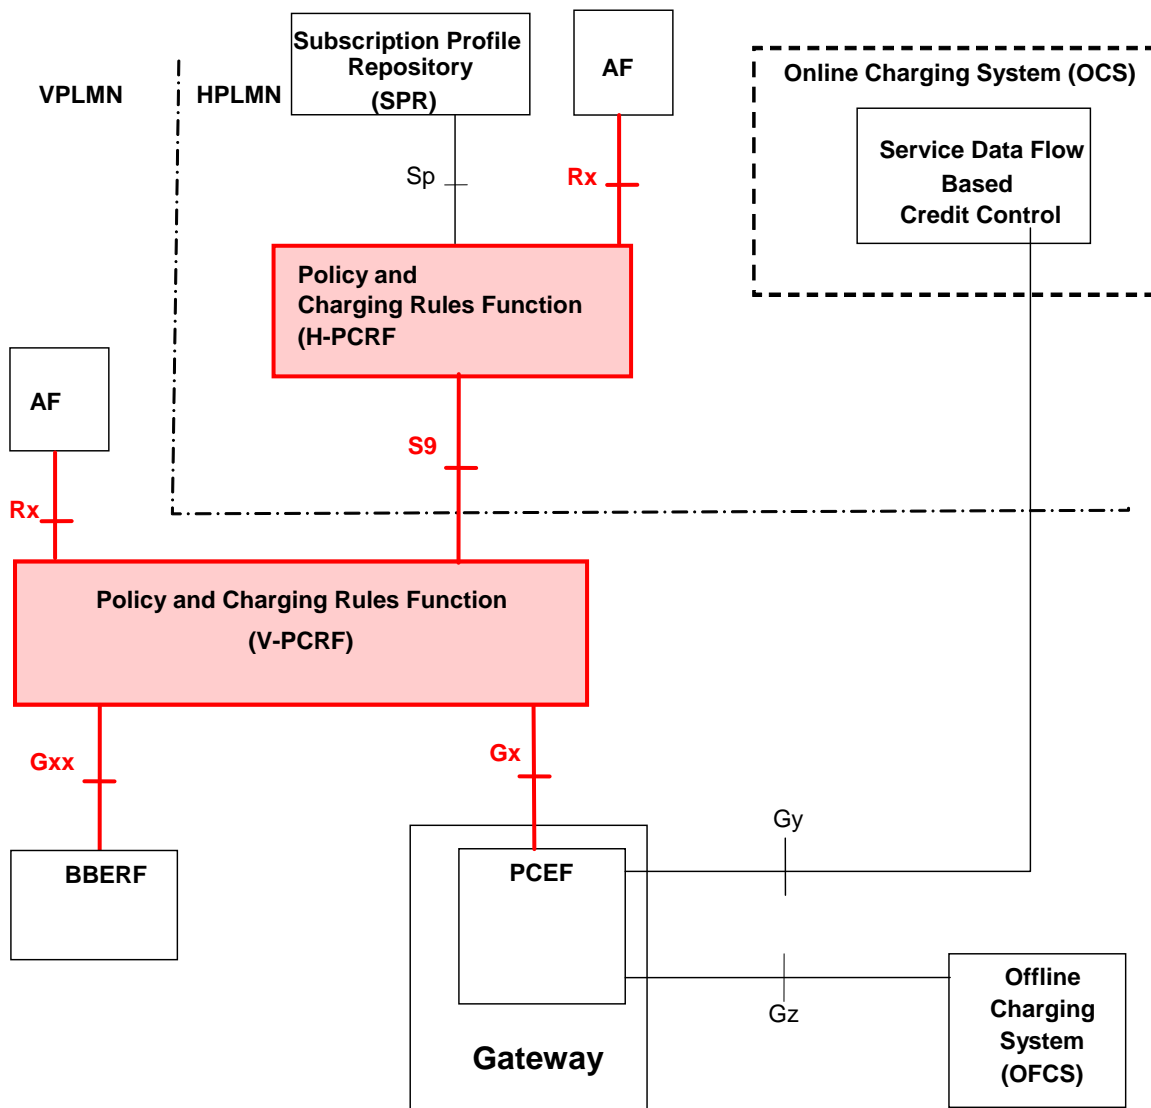 Subscription Profile
Repository
(SPR)
AF
Online Charging System (OCS)
VPLMN
HPLMN
Service Data Flow
Based
Credit Control
Sp
Rx
Policy and
Charging Rules Function
(H-PCRF
AF
S9
Rx
Policy and Charging Rules Function
(V-PCRF)
Gxx
Gx
Gy
BBERF
PCEF
Gz
Offline
Charging
System
(OFCS)
Gateway